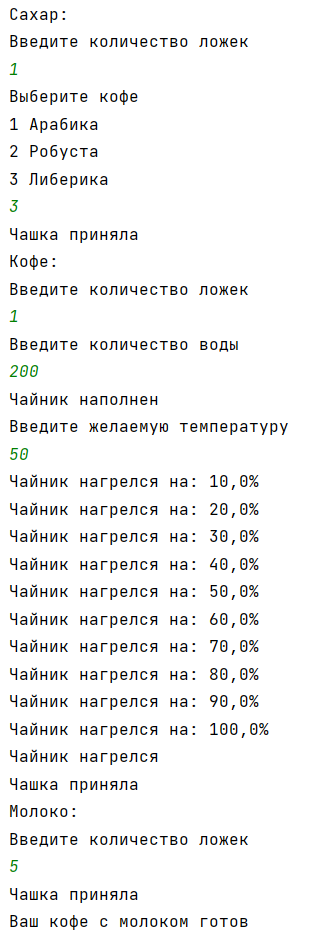 Сахар:
Введите количество ложек
1
Выберите кофе
1 Арабика
2 Робуста
3 Либерика
3
Чашка приняла
Кофе:
Введите количество ложек
1
Введите количество воды
200
Чайник наполнен
Введите желаемую температуру
50
Чайник нагрелся на: 10,0%
Чайник нагрелся на: 20,0%
Чайник нагрелся на: 30,0%
Чайник нагрелся на: 40,0%
Чайник нагрелся на: 50,0%
Чайник нагрелся на: 60,0%
Чайник нагрелся на: 70,0%
Чайник нагрелся на: 80,0%
Чайник нагрелся на: 90,0%
Чайник нагрелся на: 100,0%
Чайник нагрелся
Чашка приняла
Молоко:
Введите количество ложек
5
Чашка приняла
Ваш кофе с молоком готов